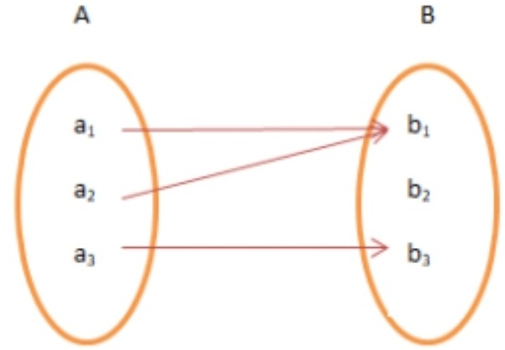 A B
a₁ b₁
a₂ b₂
a₃ b₃